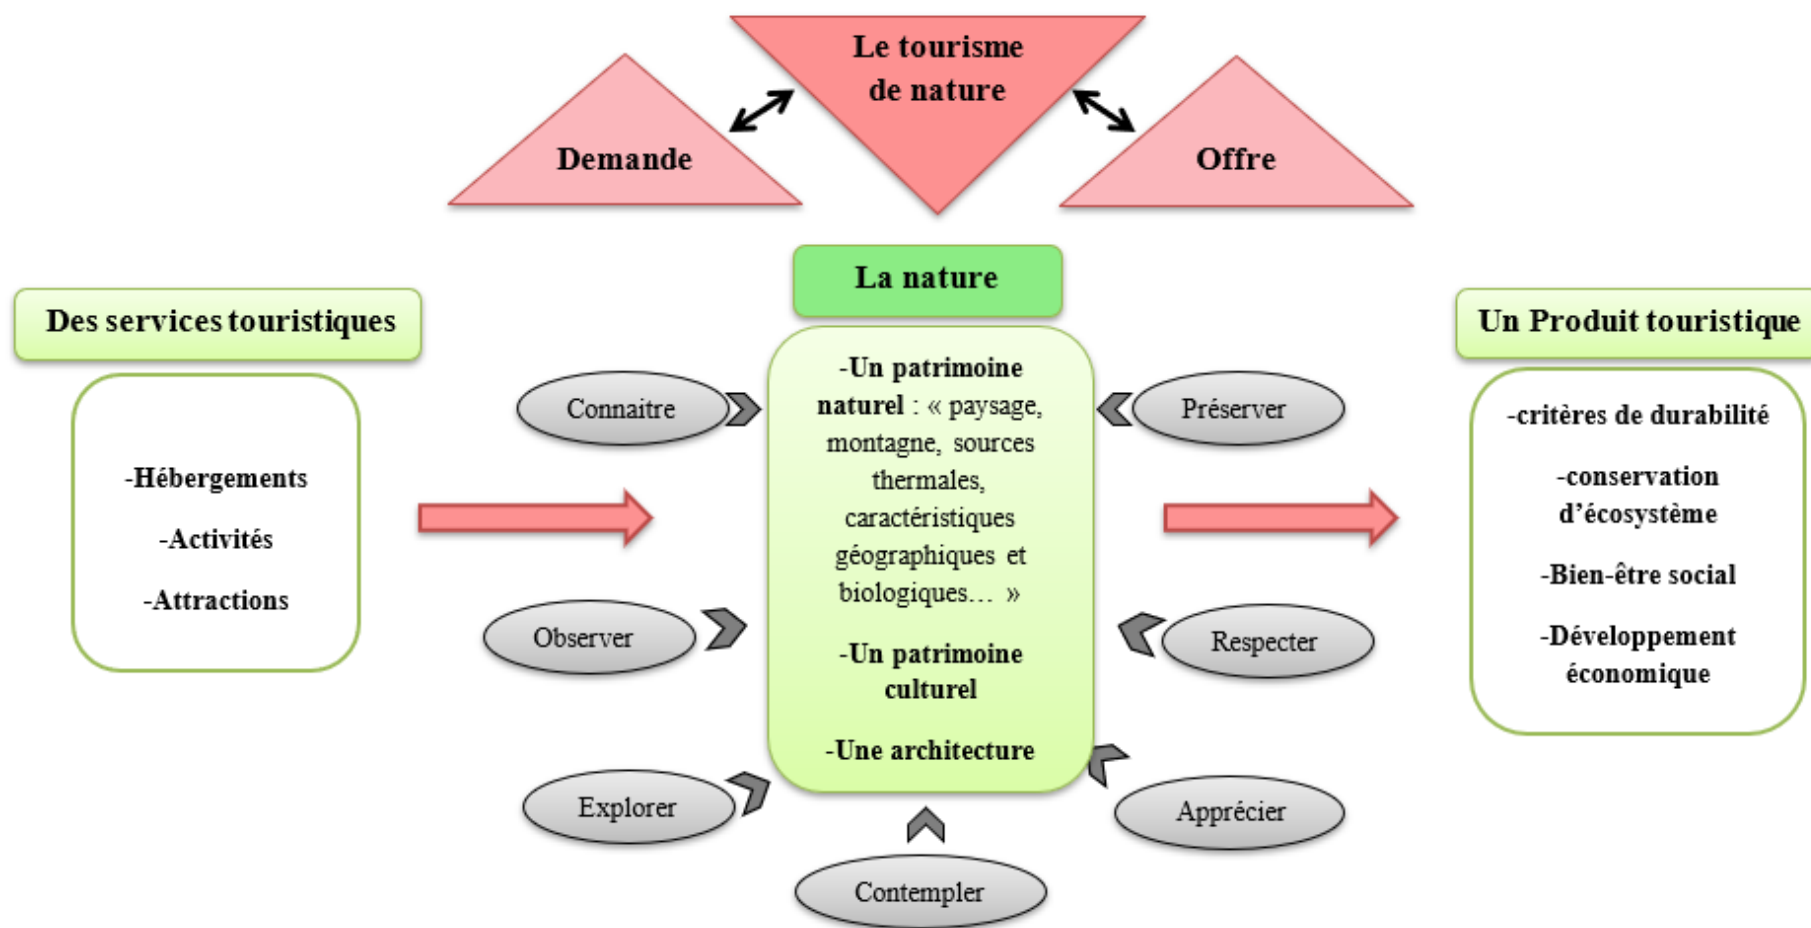 Le tourisme
de nature
Demande
Offre
La nature
Des services touristiques
-Hébergements
-Activités
-Attractions
Connaitre
Observer
Explorer
Contempler
-Un patrimoine
naturel : « paysage,
montagne, sources
thermales,
caractéristiques
géographiques et
biologiques… »
-Un patrimoine
culturel
-Une architecture
Préserver
Respecter
Apprécier
Un Produit touristique
-critères de durabilité
-conservation
d’écosystème
-Bien-être social
-Développement
économique